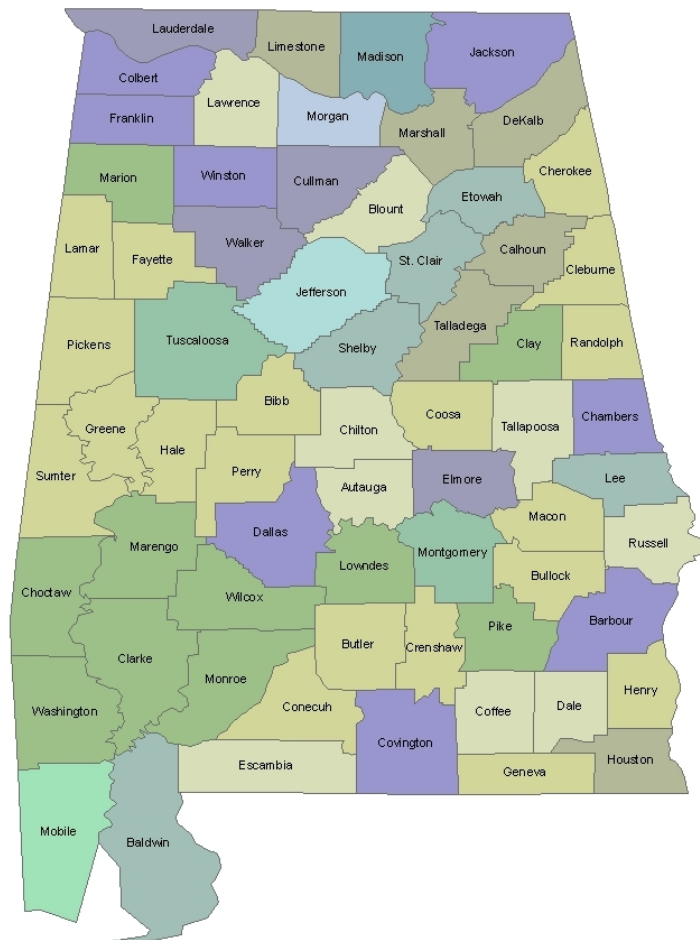 Lauderdale
Limestone
Madison
Jackson
Colbert
Lawrence
Franklin
Morgan
Marshall
DeKalb
Marion
Winston
Cullman
Cherokee
Etowah
Blount
Lamar
Fayette
Walker
St. Clair
Calhoun
Cleburne
Jefferson
Pickens
Tuscaloosa
Shelby
Talladega
Clay
Randolph
Bibb
Greene
Hale
Chilton
Coosa
Tallapoosa
Chambers
Sumter
Perry
Autauga
Elmore
Lee
Marengo
Dallas
Montgomery
Macon
Russell
Choctaw
Wilcox
Lowndes
Bullock
Clarke
Monroe
Butler
Crenshaw
Pike
Barbour
Washington
Conecuh
Covington
Coffee
Dale
Henry
Escambia
Geneva
Houston
Mobile
Baldwin